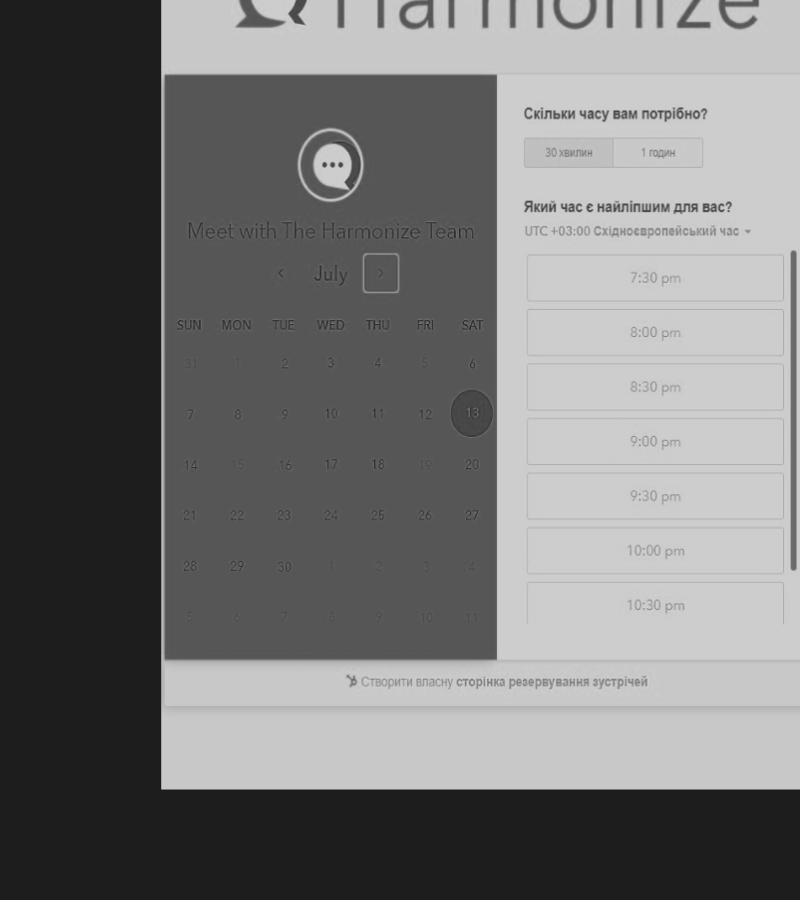 Harmonize
Meet with The Harmonize Team
July
SUN MON TUE WED THU FRI SAT
31 1 2 3 4 5 6
7 8 9 10 11 12 13
14 15 16 17 18 19 20
21 22 23 24 25 26 27
28 29 30 1 2 3 4
5 6 7 8 9 10 11
Скільки часу вам потрібно?
30 хвилин 1 годин
Який час є найліпшим для вас?
UTC +03:00 Східноєвропейський час
7:30 pm
8:00 pm
8:30 pm
9:00 pm
9:30 pm
10:00 pm
10:30 pm
Створити власну сторінка резервування зустрічей